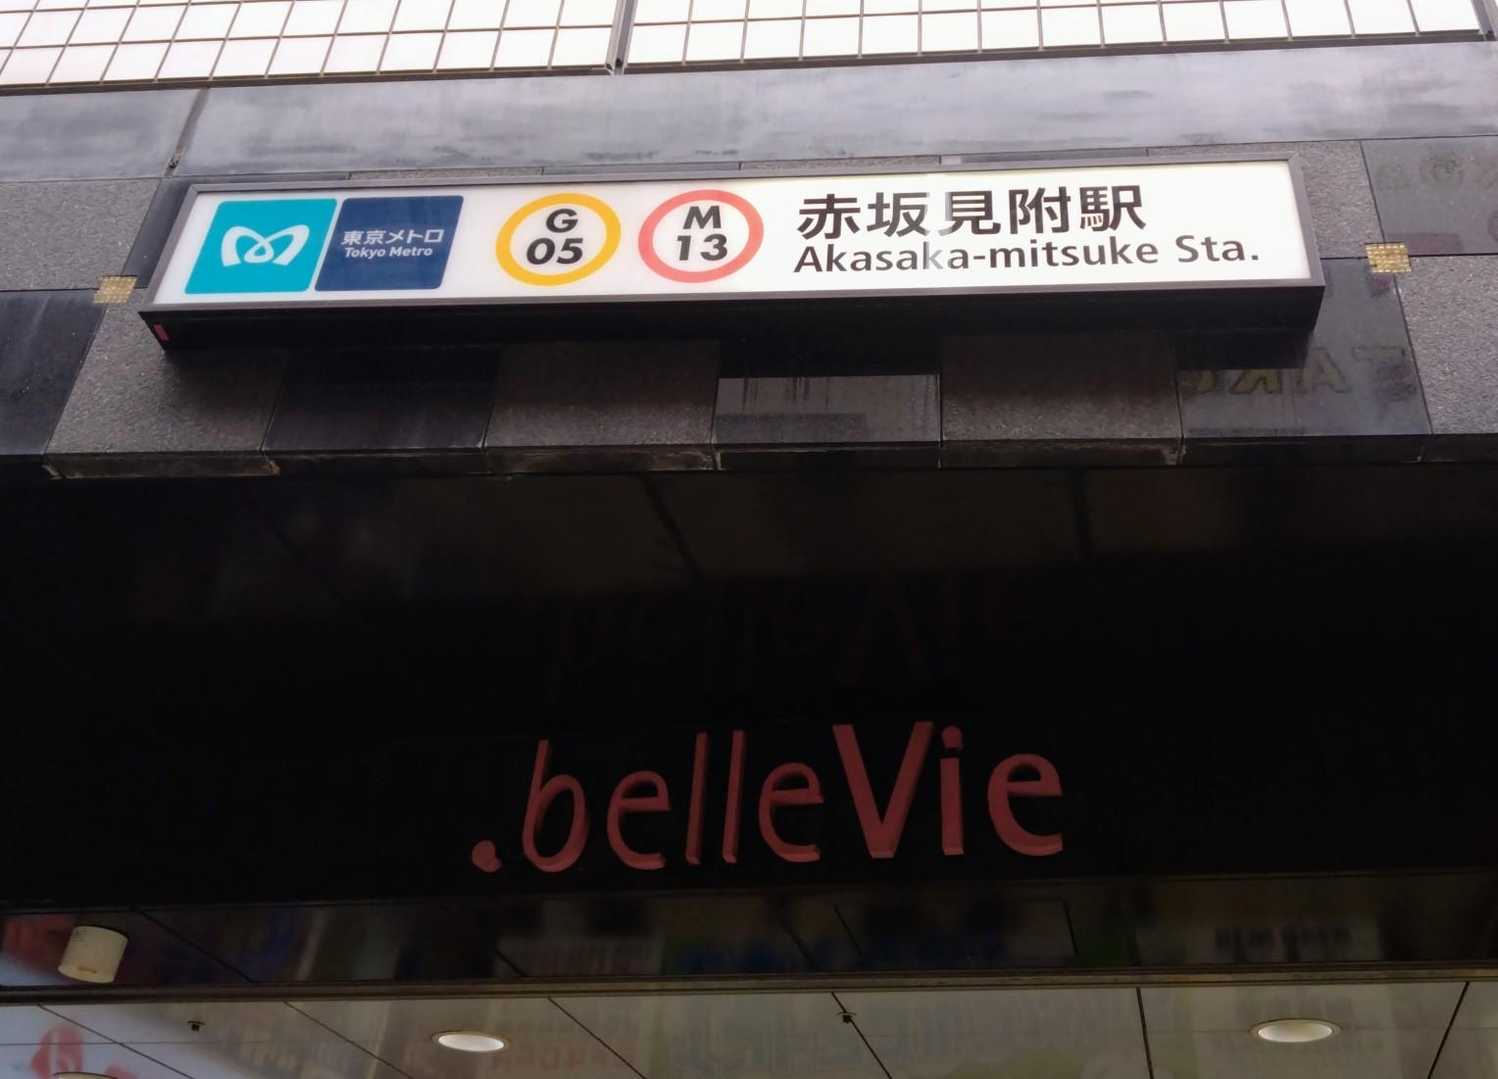 東京メトロ
Tokyo Metro
G
05
M
13
赤坂見附駅
Akasaka-mitsuke Sta.
.belleVie